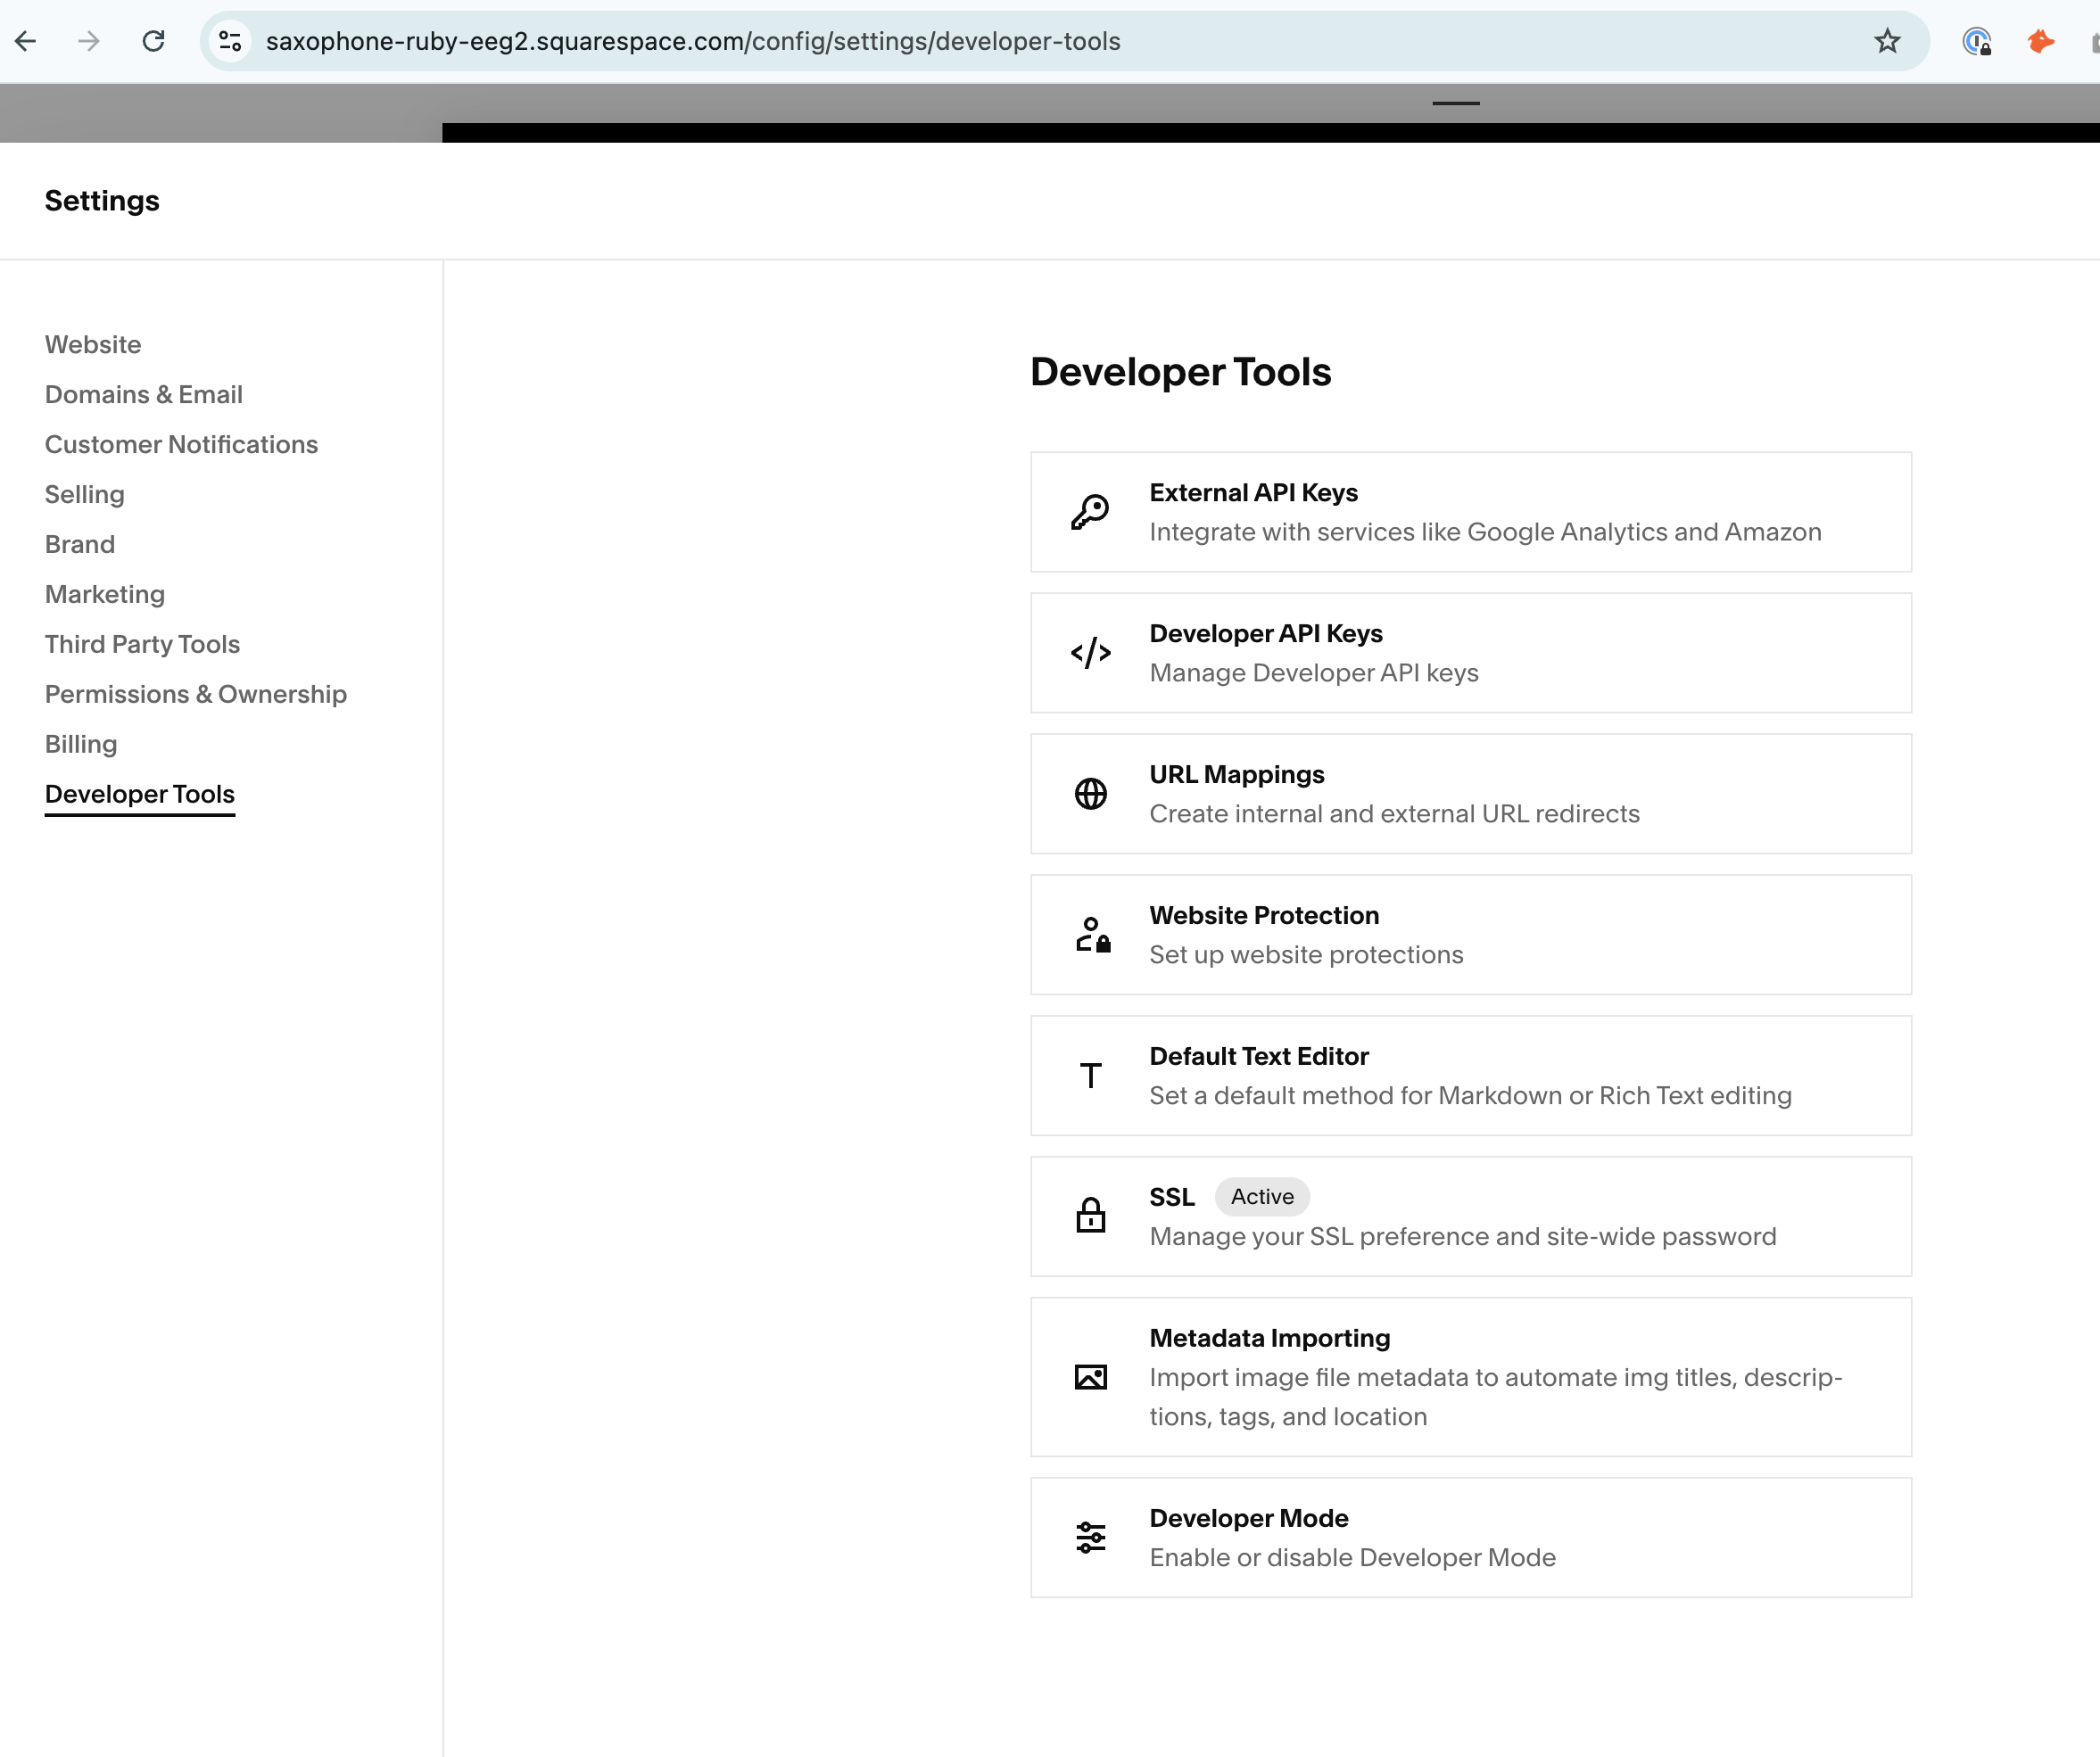 saxophone-ruby-eeg2.squarespace.com/config/settings/developer-tools
Settings
Website
Domains & Email
Customer Notifications
Selling
Brand
Marketing
Third Party Tools
Permissions & Ownership
Billing
Developer Tools
Developer Tools
External API Keys
Integrate with services like Google Analytics and Amazon
Developer API Keys
Manage Developer API keys
URL Mappings
Create internal and external URL redirects
Website Protection
Set up website protections
Default Text Editor
Set a default method for Markdown or Rich Text editing
SSL Active
Manage your SSL preference and site-wide password
Metadata Importing
Import image file metadata to automate img titles, descrip-
tions, tags, and location
Developer Mode
Enable or disable Developer Mode